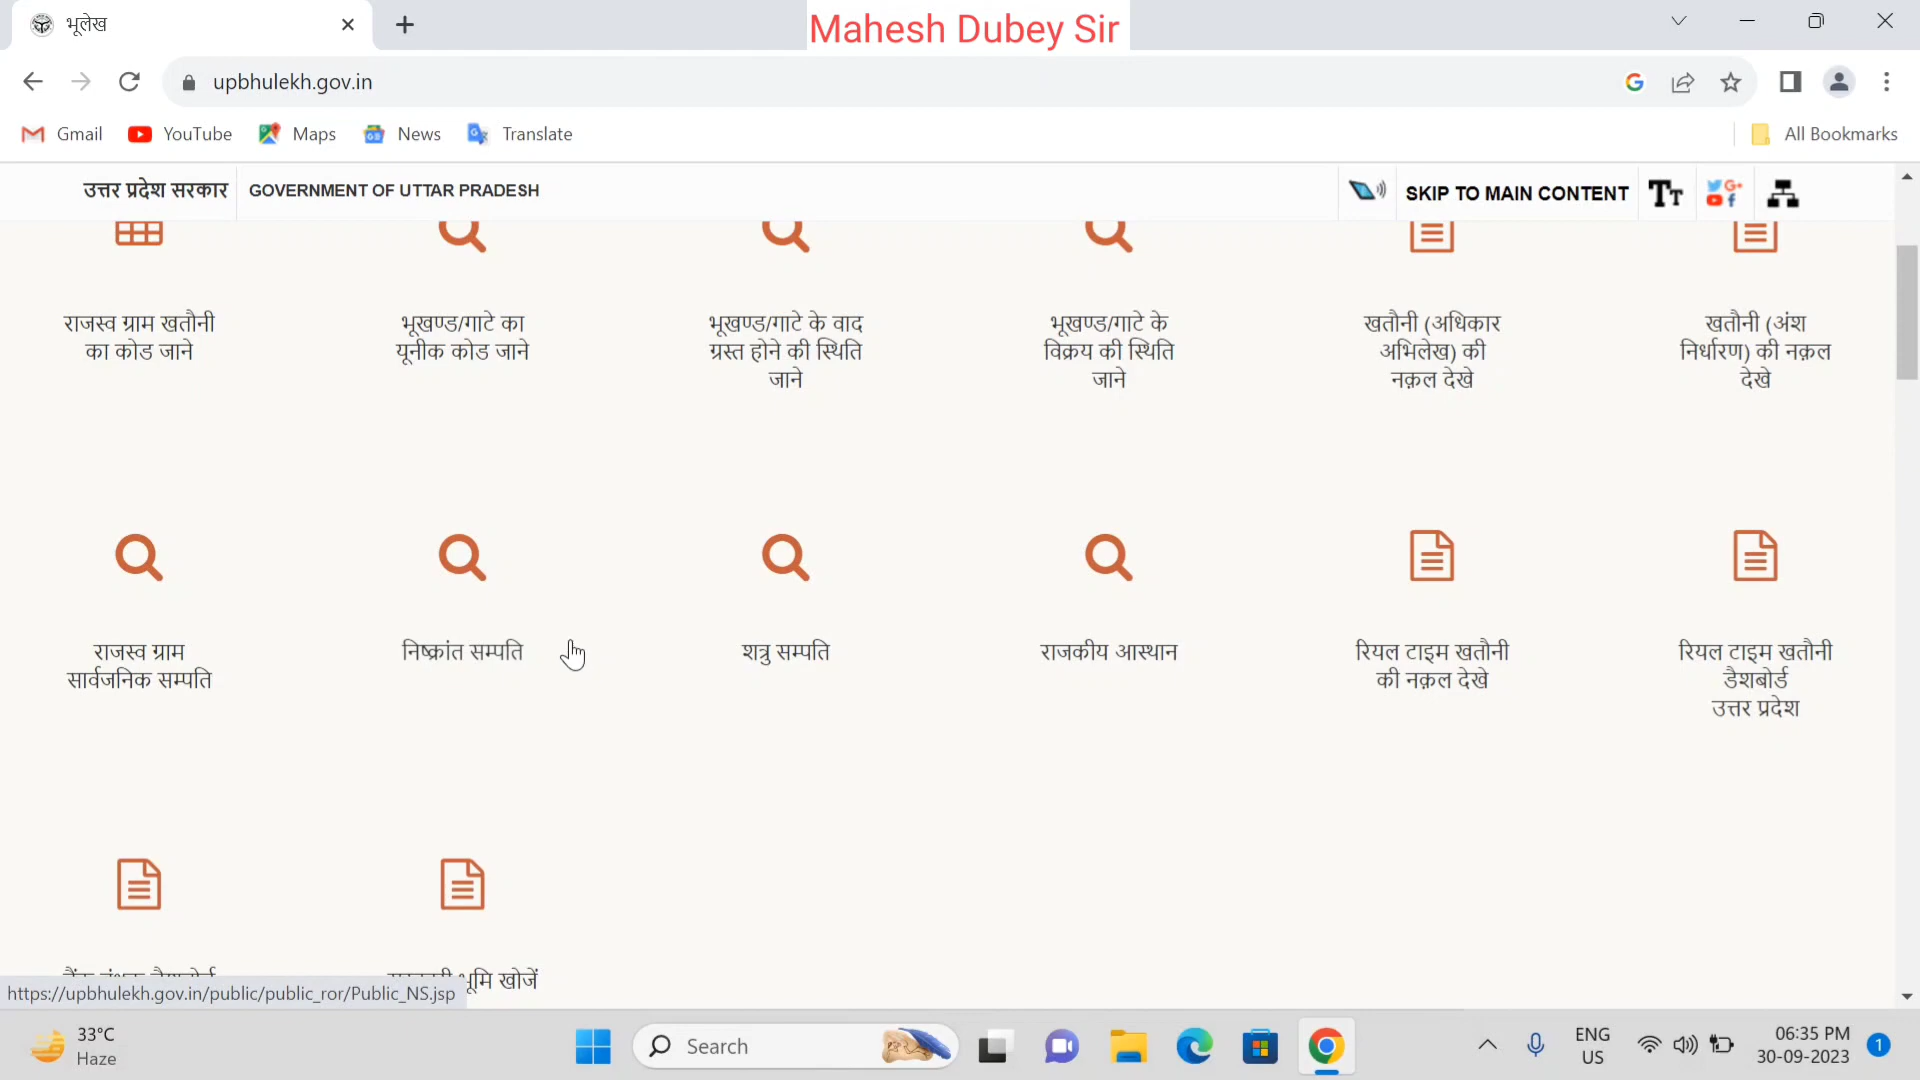 भूलेख
Mahesh Dubey Sir
upbhulekh.gov.in
Gmail
YouTube
Maps
News
Translate
All Bookmarks
उत्तर प्रदेश सरकार
GOVERNMENT OF UTTAR PRADESH
SKIP TO MAIN CONTENT
राजस्व ग्राम खतौनी
का कोड जाने
भूखण्ड/गाटे का
यूनीक कोड जाने
भूखण्ड/गाटे के वाद
ग्रस्त होने की स्थिति
जाने
भूखण्ड/गाटे के
विक्रय की स्थिति
जाने
खतौनी (अधिकार
अभिलेख) की
नक़ल देखे
खतौनी (अंश
निर्धारण) की नक़ल
देखे
राजस्व ग्राम
सार्वजनिक सम्पति
निष्क्रांत सम्पति
शत्रु सम्पति
राजकीय आस्थान
रियल टाइम खतौनी
की नक़ल देखे
रियल टाइम खतौनी
डैशबोर्ड
उत्तर प्रदेश
भूमि खोजें
https://upbhulekh.gov.in/public/public_ror/Public_NS.jsp
33°C
Haze
Search
ENG
US
06:35 PM
30-09-2023
1